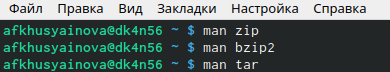 Файл Правка Вид Закладки Настройка Справка
afkhusyainova@dk4n56 ~ $ man zip
afkhusyainova@dk4n56 ~ $ man bzip2
afkhusyainova@dk4n56 ~ $ man tar